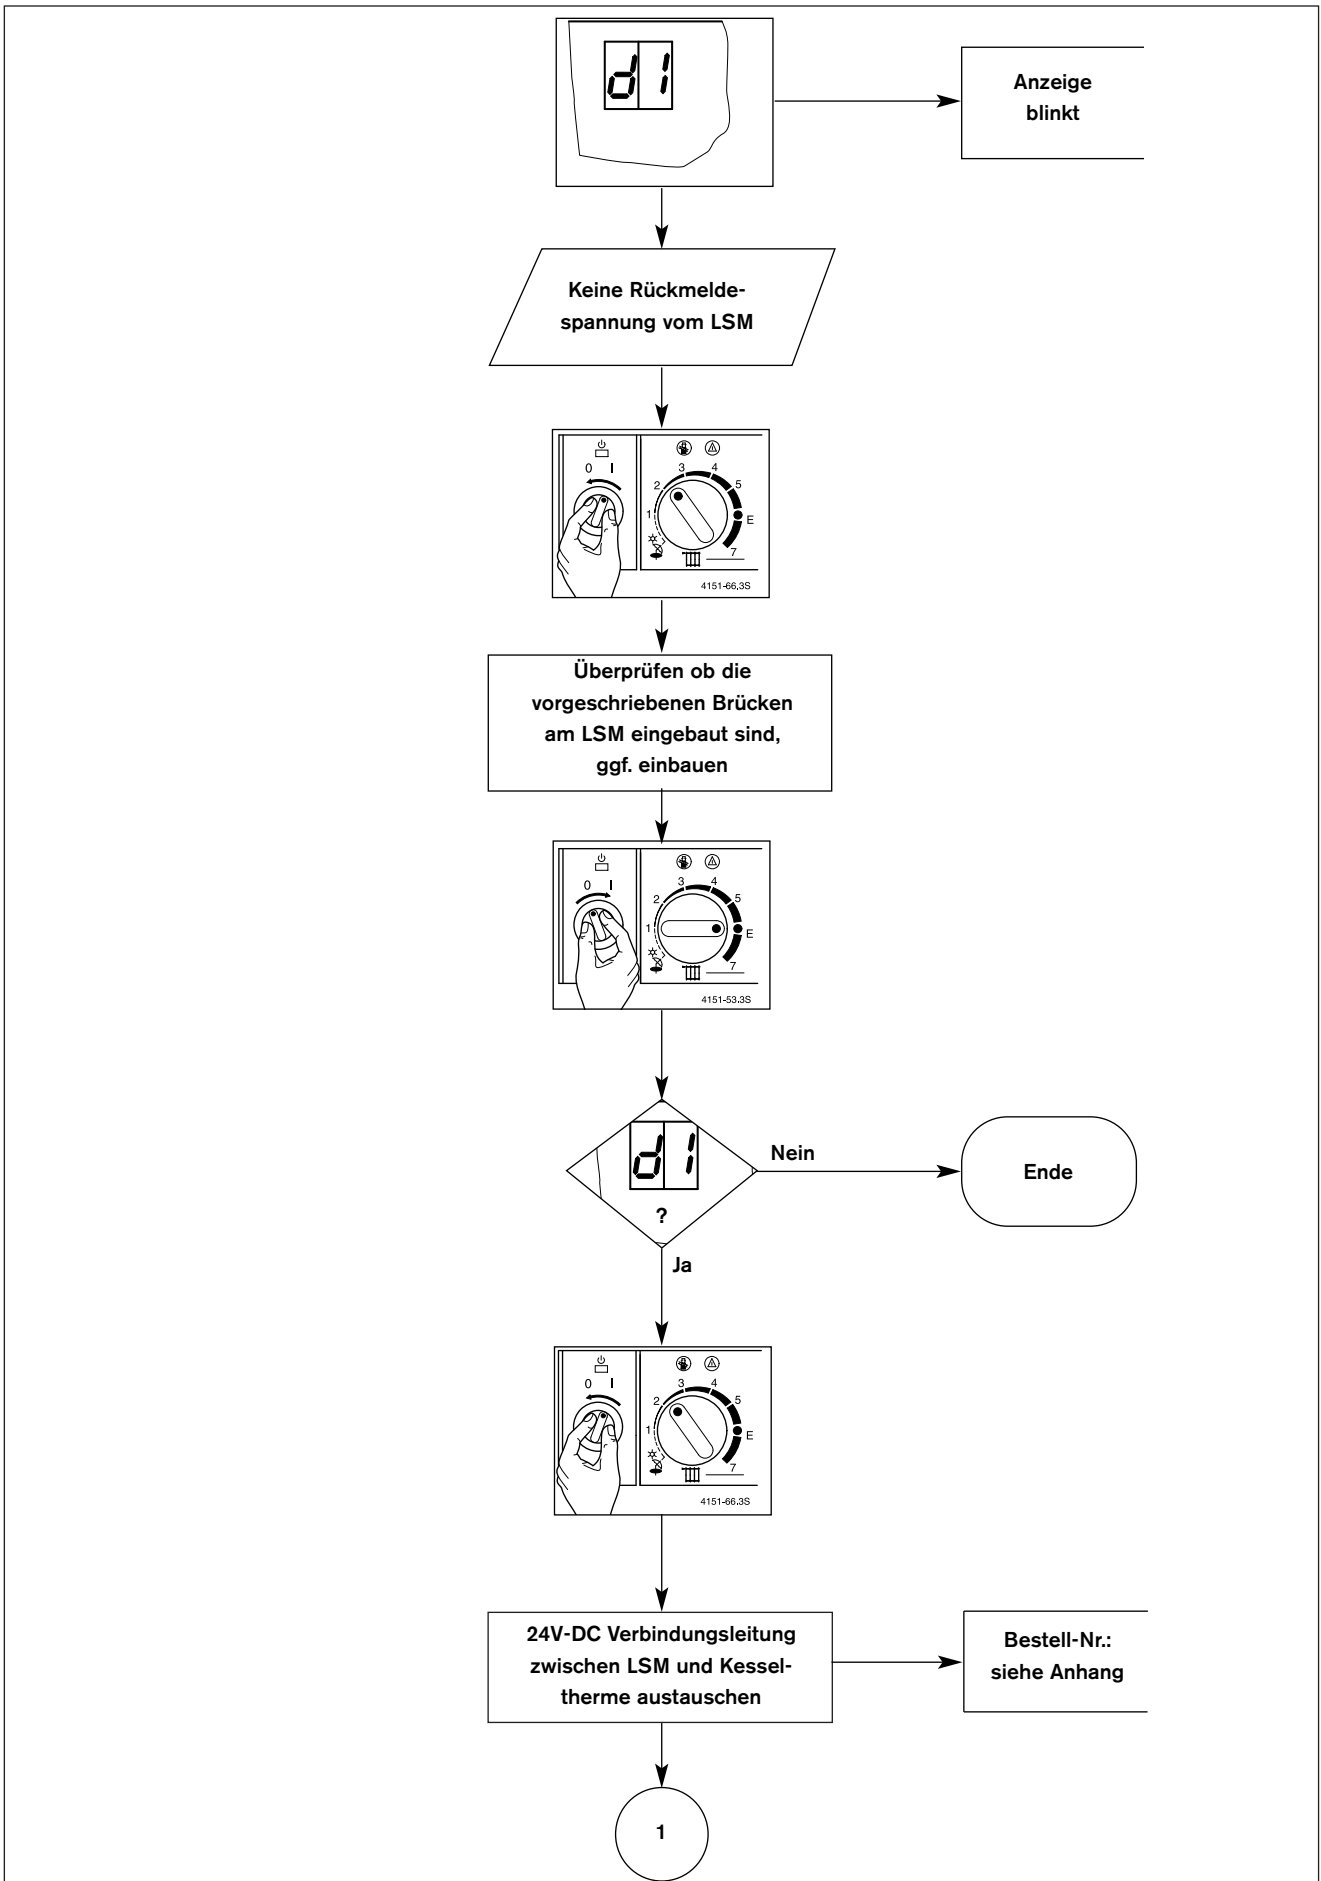 d1
Anzeige
blinkt
Keine Rückmelde-
spannung vom LSM
0 I
1 2 3 4 5 E 7
4151-66.3S
Überprüfen ob die
vorgeschriebenen Brücken
am LSM eingebaut sind,
ggf. einbauen
0 I
1 2 3 4 5 E 7
4151-53.3S
d1
?
Nein
Ende
Ja
0 I
1 2 3 4 5 E 7
4151-66.3S
24V-DC Verbindungsleitung
zwischen LSM und Kessel-
therme austauschen
Bestell-Nr.:
siehe Anhang
1